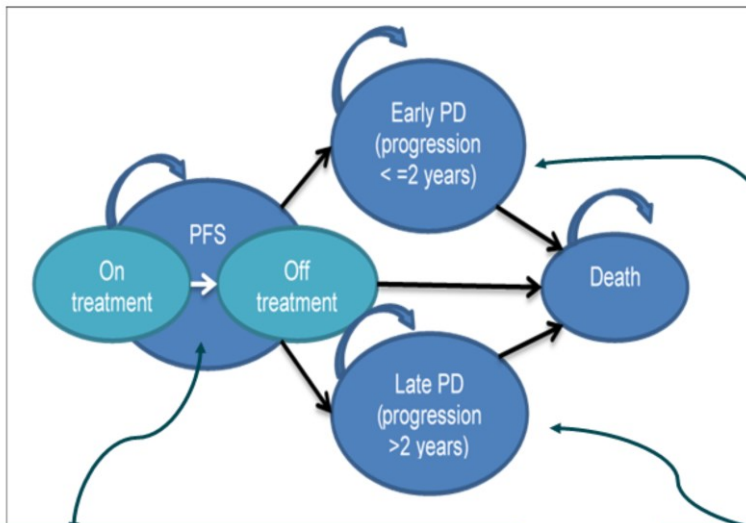 Early PD
(progression
< =2 years)
PFS
On
treatment
Off
treatment
Death
Late PD
(progression
>2 years)